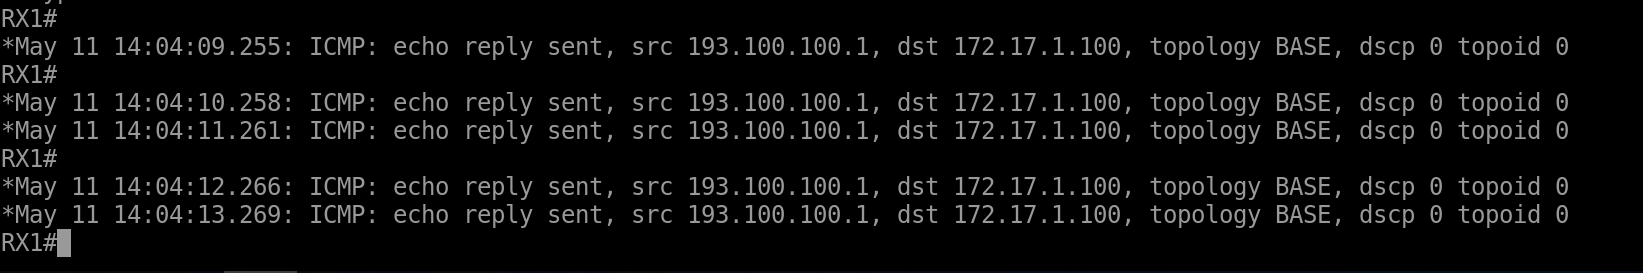 RX1#
*May 11 14:04:09.255: ICMP: echo reply sent, src 193.100.100.1, dst 172.17.1.100, topology BASE, dscp 0 topoid 0
RX1#
*May 11 14:04:10.258: ICMP: echo reply sent, src 193.100.100.1, dst 172.17.1.100, topology BASE, dscp 0 topoid 0
*May 11 14:04:11.261: ICMP: echo reply sent, src 193.100.100.1, dst 172.17.1.100, topology BASE, dscp 0 topoid 0
RX1#
*May 11 14:04:12.266: ICMP: echo reply sent, src 193.100.100.1, dst 172.17.1.100, topology BASE, dscp 0 topoid 0
*May 11 14:04:13.269: ICMP: echo reply sent, src 193.100.100.1, dst 172.17.1.100, topology BASE, dscp 0 topoid 0
RX1#